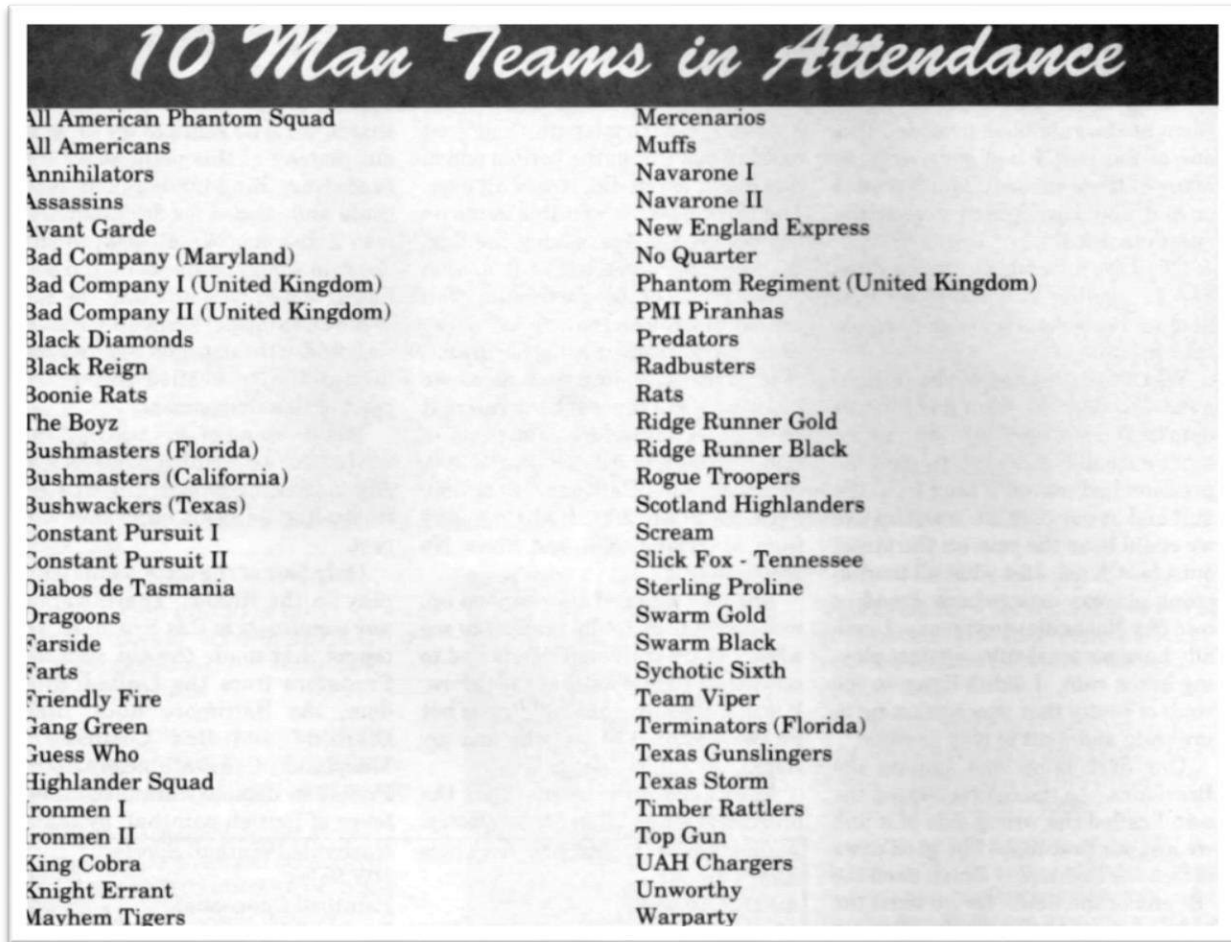 10 Man Teams in Attendance
All American Phantom Squad
All Americans
Annihilators
Assassins
Avant Garde
Bad Company (Maryland)
Bad Company I (United Kingdom)
Bad Company II (United Kingdom)
Black Diamonds
Black Reign
Boonie Rats
The Boyz
Bushmasters (Florida)
Bushmasters (California)
Bushwackers (Texas)
Constant Pursuit I
Constant Pursuit II
Diabos de Tasmania
Dragoons
Farside
Farts
Friendly Fire
Gang Green
Guess Who
Highlander Squad
Ironmen I
Ironmen II
King Cobra
Knight Errant
Mayhem Tigers
Mercenarios
Muffs
Navarone I
Navarone II
New England Express
No Quarter
Phantom Regiment (United Kingdom)
PMI Piranhas
Predators
Radbusters
Rats
Ridge Runner Gold
Ridge Runner Black
Rogue Troopers
Scotland Highlanders
Scream
Slick Fox - Tennessee
Sterling Proline
Swarm Gold
Swarm Black
Sychotic Sixth
Team Viper
Terminators (Florida)
Texas Gunslingers
Texas Storm
Timber Rattlers
Top Gun
UAH Chargers
Unworthy
Warparty